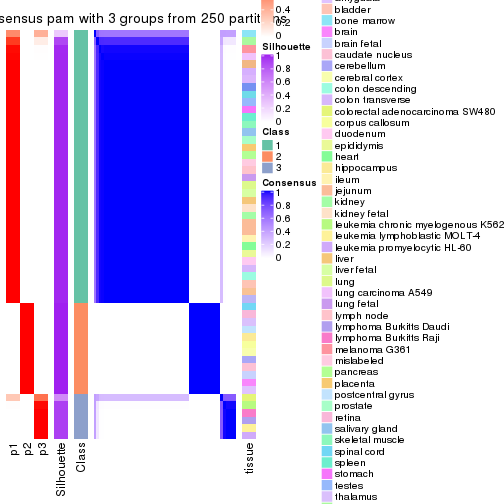 sensus pam with 3 groups from 250 partitions
0.4
0.2
0
Silhouette
1
0.8
0.6
0.4
0.2
0
Class
1
2
3
Consensus
1
0.8
0.6
0.4
0.2
0
p1
p2
p3
Silhouette
Class
tissue
bladder
bone marrow
brain
brain fetal
caudate nucleus
cerebellum
cerebral cortex
colon descending
colon transverse
colorectal adenocarcinoma SW480
corpus callosum
duodenum
epididymis
heart
hippocampus
ileum
jejunum
kidney
kidney fetal
leukemia chronic myelogenous K562
leukemia lymphoblastic MOLT-4
leukemia promyelocytic HL-60
liver
liver fetal
lung
lung carcinoma A549
lung fetal
lymph node
lymphoma Burkitts Daudi
lymphoma Burkitts Raji
melanoma G361
mislabeled
pancreas
placenta
postcentral gyrus
prostate
retina
salivary gland
skeletal muscle
spinal cord
spleen
stomach
testes
thalamus